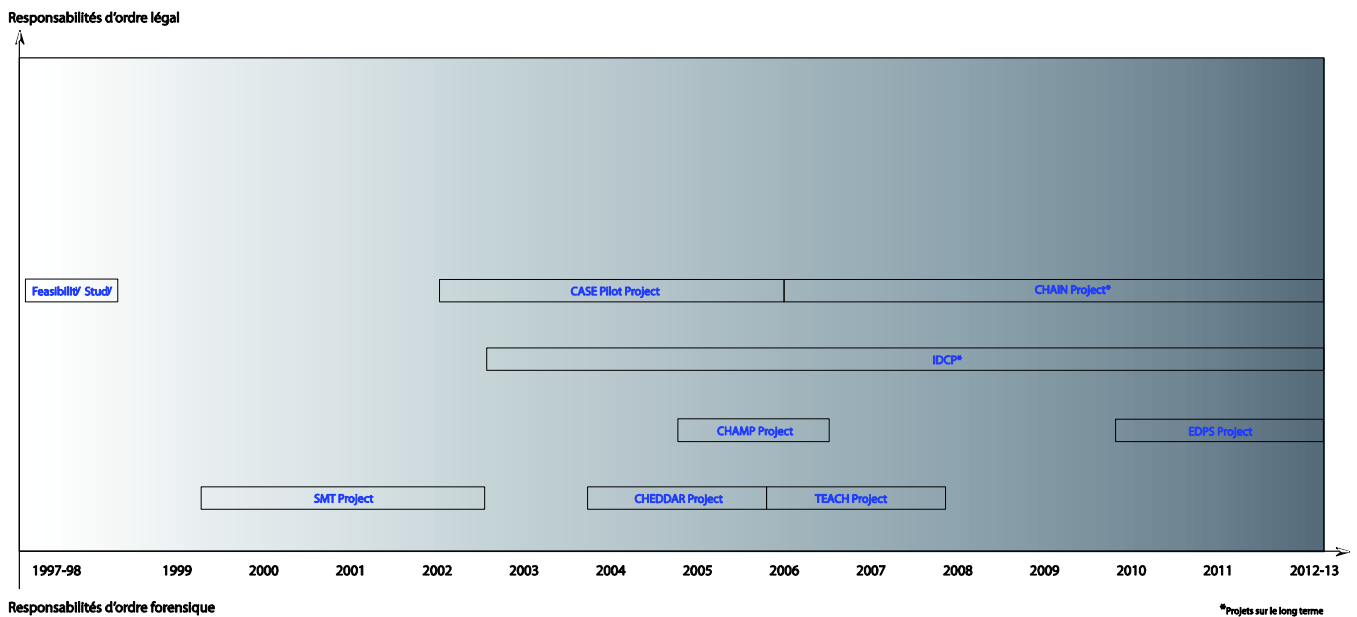 Responsabilités d'ordre légal
Feasibility Study
CASE Pilot Project
CHAIN Project*
IDCP*
CHAMP Project
EDPS Project
SMT Project
CHEDDAR Project
TEACH Project
1997-98 1999 2000 2001 2002 2003 2004 2005 2006 2007 2008 2009 2010 2011 2012-13
Responsabilités d'ordre forensique
*Projets sur le long terme